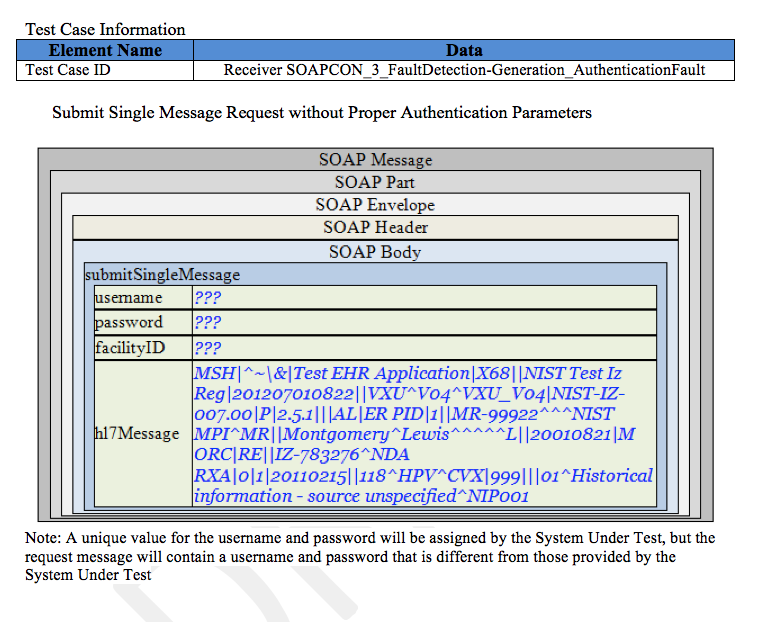 Test Case Information
Element Name Data
Test Case ID Receiver SOAPCON_3_FaultDetection-Generation_AuthenticationFault
Submit Single Message Request without Proper Authentication Parameters
SOAP Message
SOAP Part
SOAP Envelope
SOAP Header
SOAP Body
submitSingleMessage
username ???
password ???
facilityID ???
hl7Message
MSH|^~\&|Test EHR Application|X68||NIST Test Iz
Reg|201207010822||VXU^V04^VXU_V04|NIST-IZ-
007.00|P|2.5.1|||AL|ER PID|1||MR-99922^^^NIST
MPI^MR||Montgomery^Lewis^^^^^L||20010821|M
ORC|RE||IZ-783276^NDA
RXA|0|1|20110215||118^HPV^CVX|999|||01^Historical
information - source unspecified^NIP001
Note: A unique value for the username and password will be assigned by the System Under Test, but the
request message will contain a username and password that is different from those provided by the
System Under Test